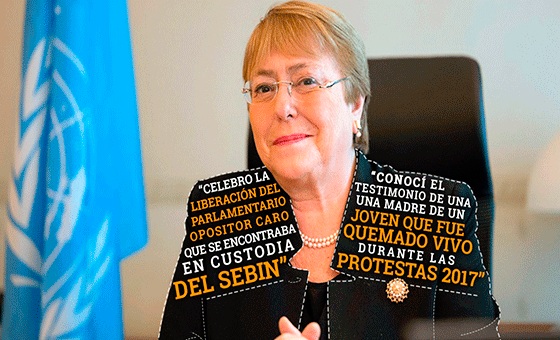 "CELEBRO LA
LIBERACIÓN DEL
PARLAMENTARIO
OPOSITOR CARO
QUE SE ENCONTRABA
EN CUSTODIA
DEL SEBIN"
"CONOCÍ EL
TESTIMONIO DE UNA
UNA MADRE DE UN
JOVEN QUE FUE
QUEMADO VIVO
DURANTE LAS
PROTESTAS 2017"